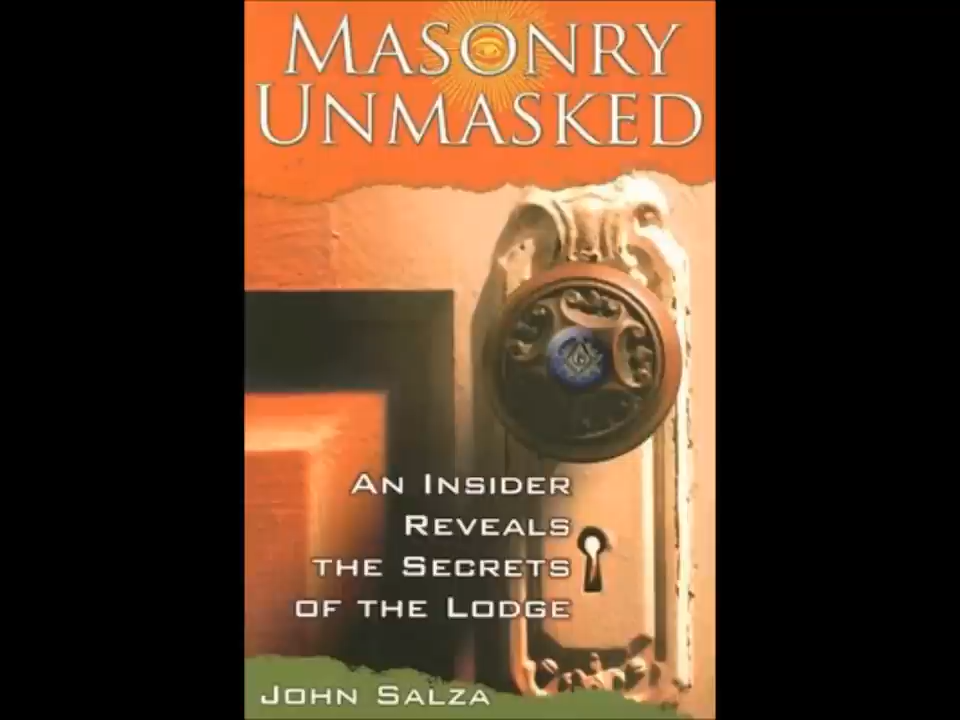 MASONRY
UNMASKED
AN INSIDER
REVEALS
THE SECRETS
OF THE LODGE
JOHN SALZA